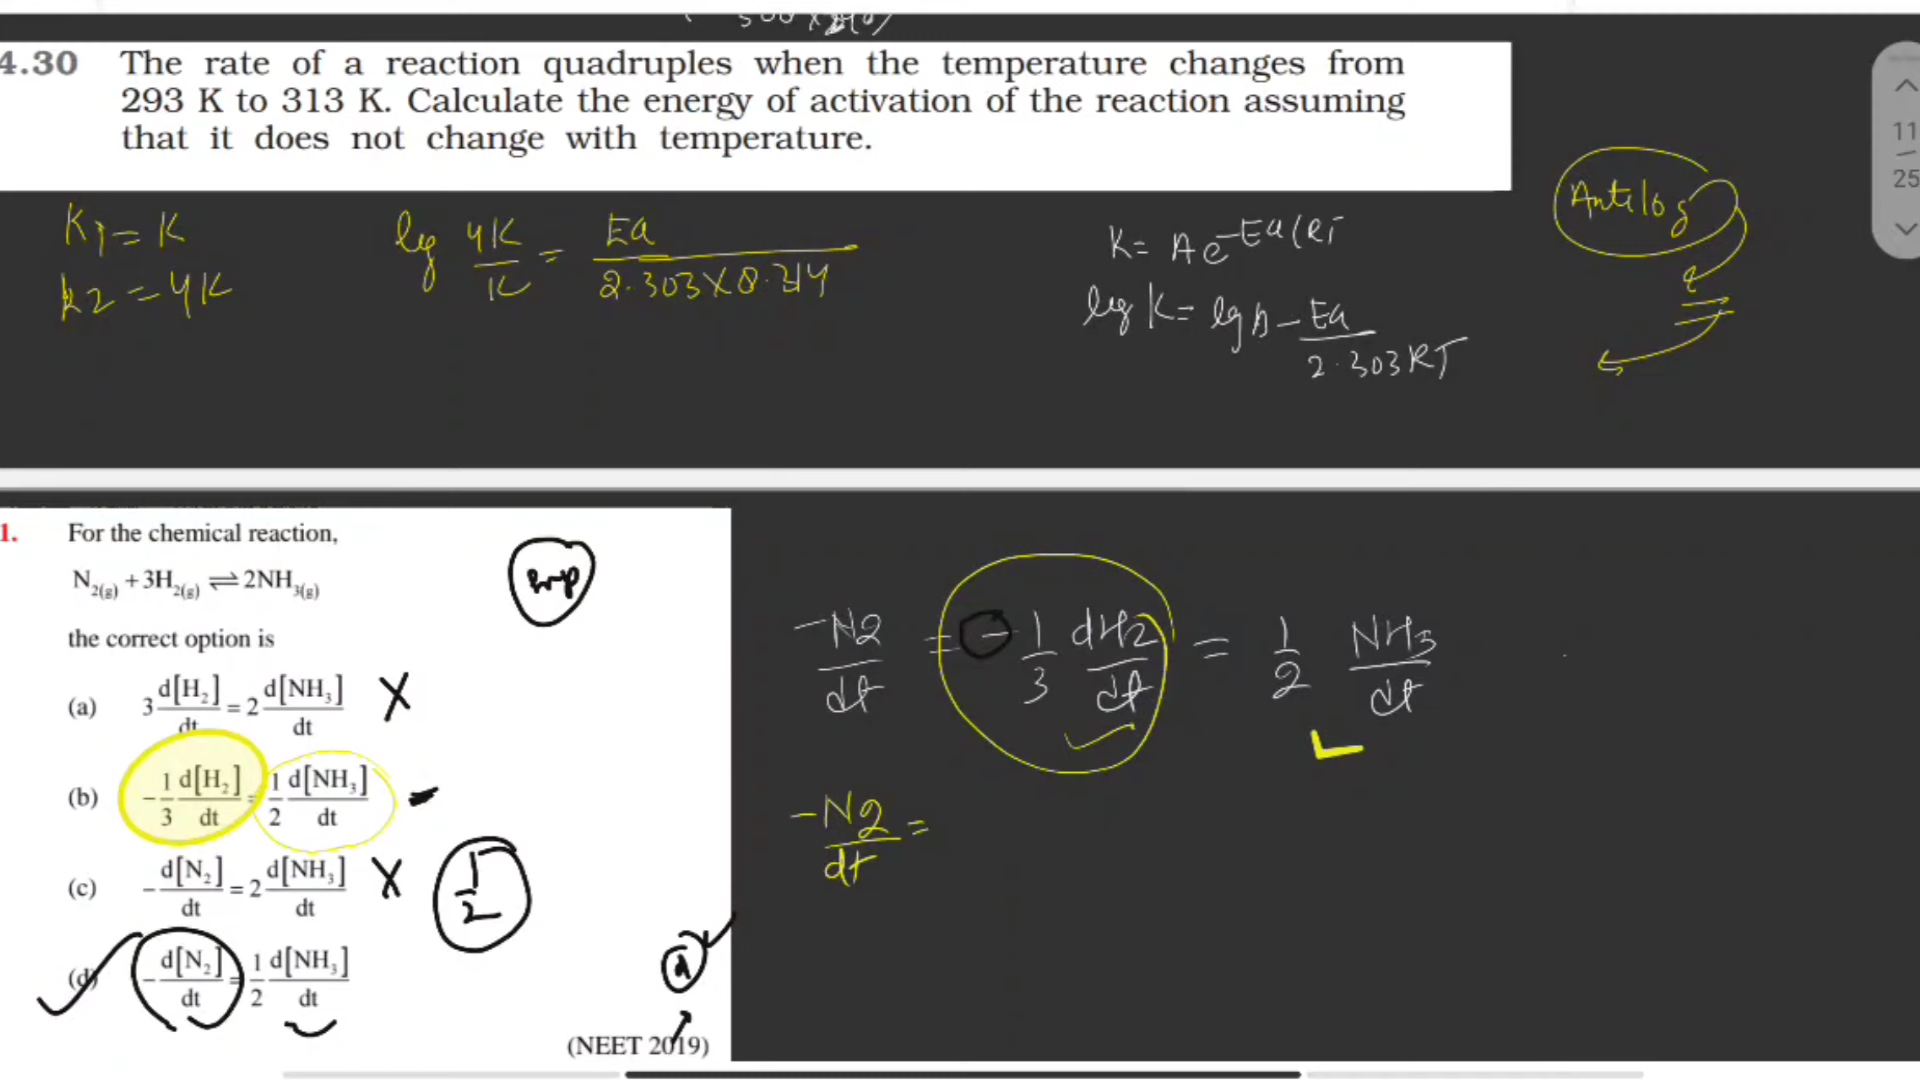 4.30 The rate of a reaction quadruples when the temperature changes from
293 K to 313 K. Calculate the energy of activation of the reaction assuming
that it does not change with temperature.
K1 = K
K2 = 4K
log 4K/K = Ea/2.303×8.314
K = Ae^-Ea/RT
log K = log A - Ea/2.303RT
Antilog
11
25
1. For the chemical reaction,
N2(g) + 3H2(g) ⇌ 2NH3(g)
the correct option is
(a) 3 d[H2]/dt = 2 d[NH3]/dt X
(b) -1/3 d[H2]/dt = 1/2 d[NH3]/dt
(c) - d[N2]/dt = 2 d[NH3]/dt X
1/2
(d) - d[N2]/dt = 1/2 d[NH3]/dt
Imp
d
(NEET 2019)
-N2/dt = -1/3 dH2/dt = 1/2 NH3/dt
-N2/dt =